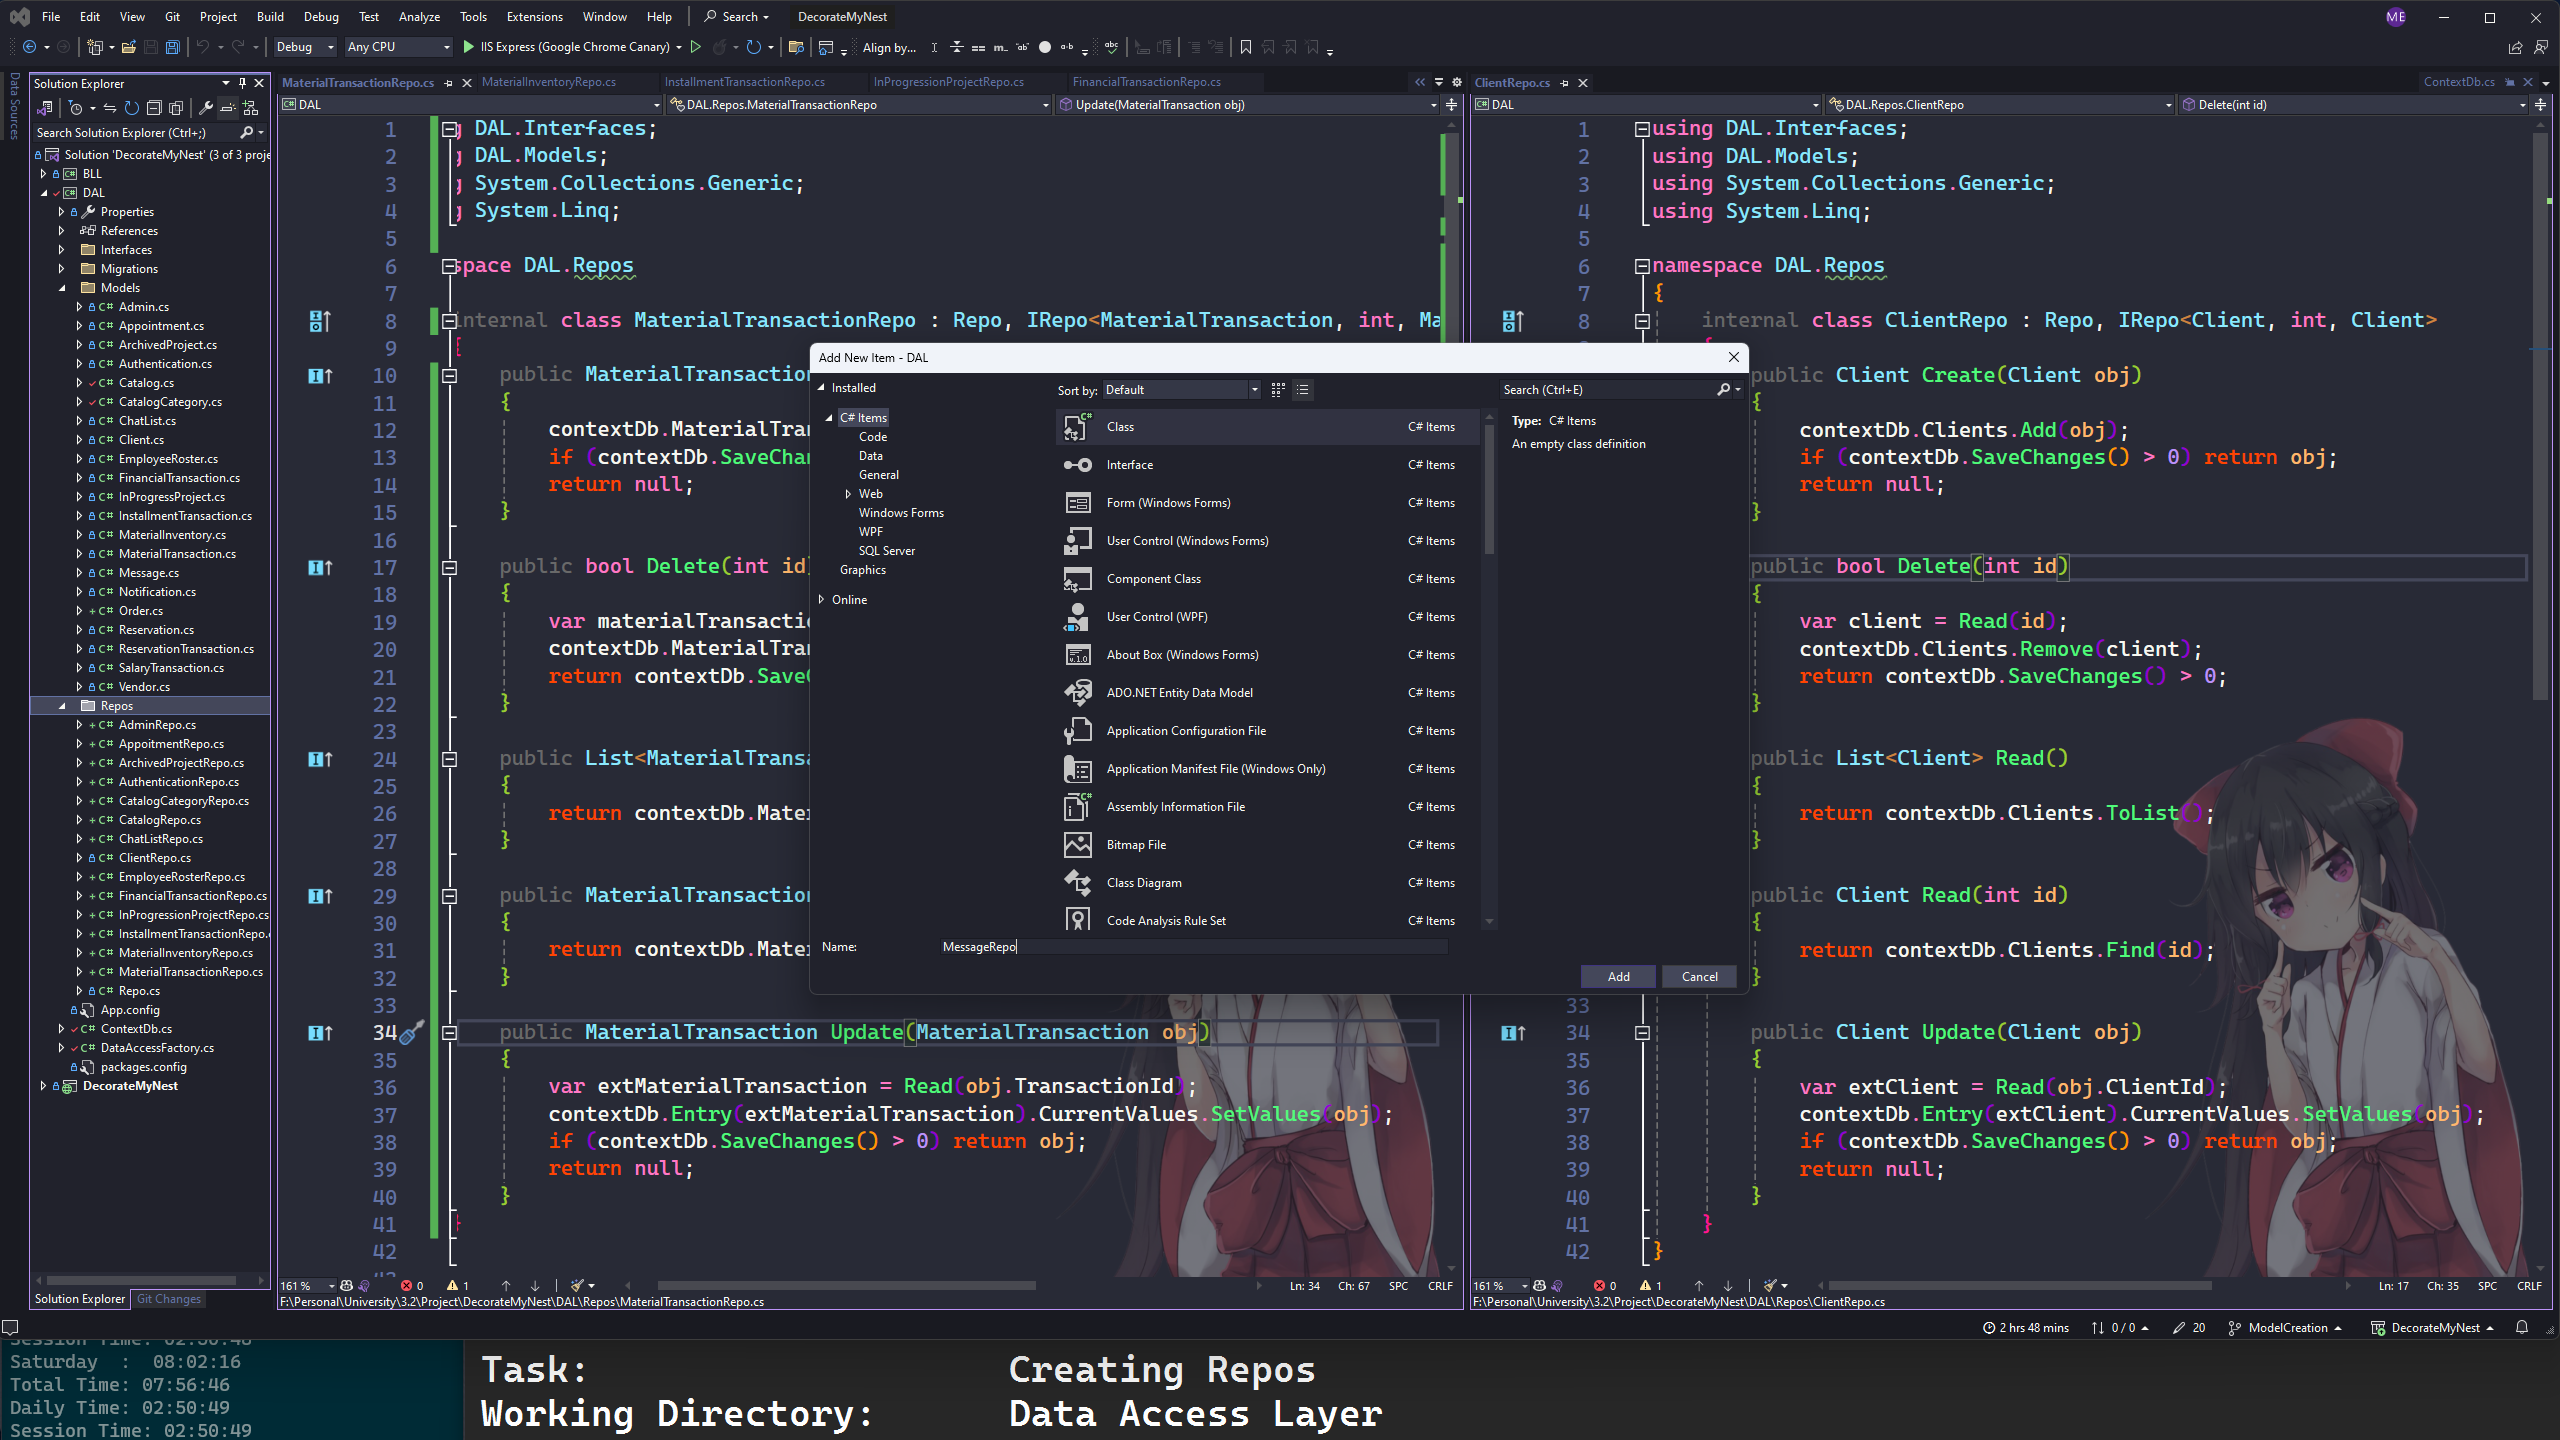 File Edit View Git Project Build Debug Test Analyze Tools Extensions Window Help Search DecorateMyNest ME
Debug Any CPU IIS Express (Google Chrome Canary) Align by...
Data Sources
Solution Explorer
Search Solution Explorer (Ctrl+;)
Solution 'DecorateMyNest' (3 of 3 proje
BLL
DAL
Properties
References
Interfaces
Migrations
Models
C# Admin.cs
C# Appointment.cs
C# ArchivedProject.cs
C# Authentication.cs
C# Catalog.cs
C# CatalogCategory.cs
C# ChatList.cs
C# Client.cs
C# EmployeeRoster.cs
C# FinancialTransaction.cs
C# InProgressProject.cs
C# InstallmentTransaction.cs
C# MaterialInventory.cs
C# MaterialTransaction.cs
C# Message.cs
C# Notification.cs
C# Order.cs
C# Reservation.cs
C# ReservationTransaction.cs
C# SalaryTransaction.cs
C# Vendor.cs
Repos
C# AdminRepo.cs
C# AppoitmentRepo.cs
C# ArchivedProjectRepo.cs
C# AuthenticationRepo.cs
C# CatalogCategoryRepo.cs
C# CatalogRepo.cs
C# ChatListRepo.cs
C# ClientRepo.cs
C# EmployeeRosterRepo.cs
C# FinancialTransactionRepo.cs
C# InProgressionProjectRepo.cs
C# InstallmentTransactionRepo.
C# MaterialInventoryRepo.cs
C# MaterialTransactionRepo.cs
C# Repo.cs
App.config
C# ContextDb.cs
C# DataAccessFactory.cs
packages.config
DecorateMyNest
Solution Explorer Git Changes
MaterialTransactionRepo.cs MaterialInventoryRepo.cs InstallmentTransactionRepo.cs InProgressionProjectRepo.cs FinancialTransactionRepo.cs
DAL DAL.Repos.MaterialTransactionRepo Update(MaterialTransaction obj)
1 g DAL.Interfaces;
2 g DAL.Models;
3 g System.Collections.Generic;
4 g System.Linq;
5
6 space DAL.Repos
7
8 internal class MaterialTransactionRepo : Repo, IRepo<MaterialTransaction, int, Ma
9 {
10 public MaterialTransaction
11 {
12 contextDb.MaterialTra
13 if (contextDb.SaveChan
14 return null;
15 }
16
17 public bool Delete(int id)
18 {
19 var materialTransactio
20 contextDb.MaterialTran
21 return contextDb.SaveC
22 }
23
24 public List<MaterialTransa
25 {
26 return contextDb.Mater
27 }
28
29 public MaterialTransaction
30 {
31 return contextDb.Mater
32 }
33
34 public MaterialTransaction Update(MaterialTransaction obj)
35 {
36 var extMaterialTransaction = Read(obj.TransactionId);
37 contextDb.Entry(extMaterialTransaction).CurrentValues.SetValues(obj);
38 if (contextDb.SaveChanges() > 0) return obj;
39 return null;
40 }
41 }
42
161 % 0 1 Ln: 34 Ch: 67 SPC CRLF
F:\Personal\University\3.2\Project\DecorateMyNest\DAL\Repos\MaterialTransactionRepo.cs
Add New Item - DAL
Installed
C# Items
Code
Data
General
Web
Windows Forms
WPF
SQL Server
Graphics
Online
Sort by: Default
Class C# Items
Interface C# Items
Form (Windows Forms) C# Items
User Control (Windows Forms) C# Items
Component Class C# Items
User Control (WPF) C# Items
About Box (Windows Forms) C# Items
ADO.NET Entity Data Model C# Items
Application Configuration File C# Items
Application Manifest File (Windows Only) C# Items
Assembly Information File C# Items
Bitmap File C# Items
Class Diagram C# Items
Code Analysis Rule Set C# Items
Search (Ctrl+E)
Type: C# Items
An empty class definition
Name: MessageRepo
Add Cancel
ClientRepo.cs ContextDb.cs
DAL DAL.Repos.ClientRepo Delete(int id)
1 using DAL.Interfaces;
2 using DAL.Models;
3 using System.Collections.Generic;
4 using System.Linq;
5
6 namespace DAL.Repos
7 {
8 internal class ClientRepo : Repo, IRepo<Client, int, Client>
public Client Create(Client obj)
{
contextDb.Clients.Add(obj);
if (contextDb.SaveChanges() > 0) return obj;
return null;
}
public bool Delete(int id)
{
var client = Read(id);
contextDb.Clients.Remove(client);
return contextDb.SaveChanges() > 0;
}
public List<Client> Read()
{
return contextDb.Clients.ToList();
}
public Client Read(int id)
{
return contextDb.Clients.Find(id);
}
33
34 public Client Update(Client obj)
35 {
36 var extClient = Read(obj.ClientId);
37 contextDb.Entry(extClient).CurrentValues.SetValues(obj);
38 if (contextDb.SaveChanges() > 0) return obj;
39 return null;
40 }
41 }
42 }
161 % 0 1 Ln: 17 Ch: 35 SPC CRLF
F:\Personal\University\3.2\Project\DecorateMyNest\DAL\Repos\ClientRepo.cs
2 hrs 48 mins 0 / 0 20 ModelCreation DecorateMyNest
Session Time: 02:50:48
Saturday : 08:02:16
Total Time: 07:56:46
Daily Time: 02:50:49
Session Time: 02:50:49
Task: Creating Repos
Working Directory: Data Access Layer